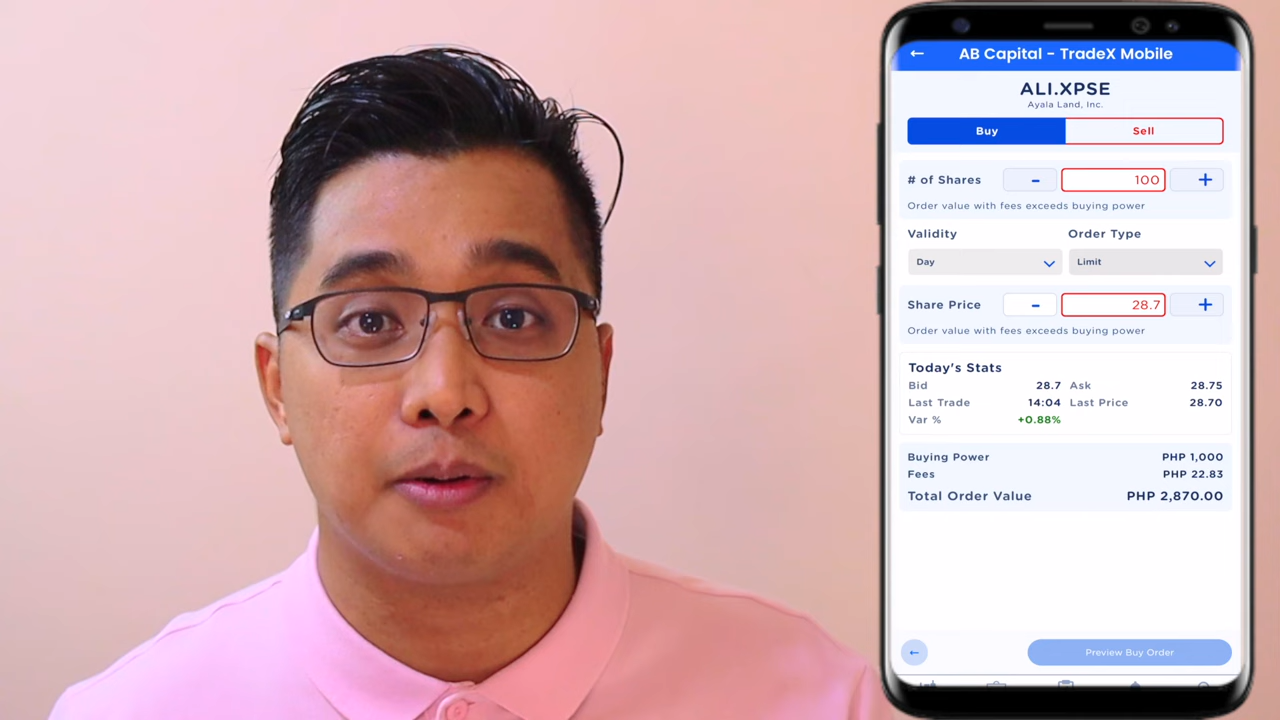 AB Capital - TradeX Mobile
ALI.XPSE
Ayala Land, Inc.
Buy Sell
# of Shares - 100 +
Order value with fees exceeds buying power
Validity Order Type
Day Limit
Share Price - 28.7 +
Order value with fees exceeds buying power
Today's Stats
Bid 28.7 Ask 28.75
Last Trade 14:04 Last Price 28.70
Var % +0.88%
Buying Power PHP 1,000
Fees PHP 22.83
Total Order Value PHP 2,870.00
Preview Buy Order